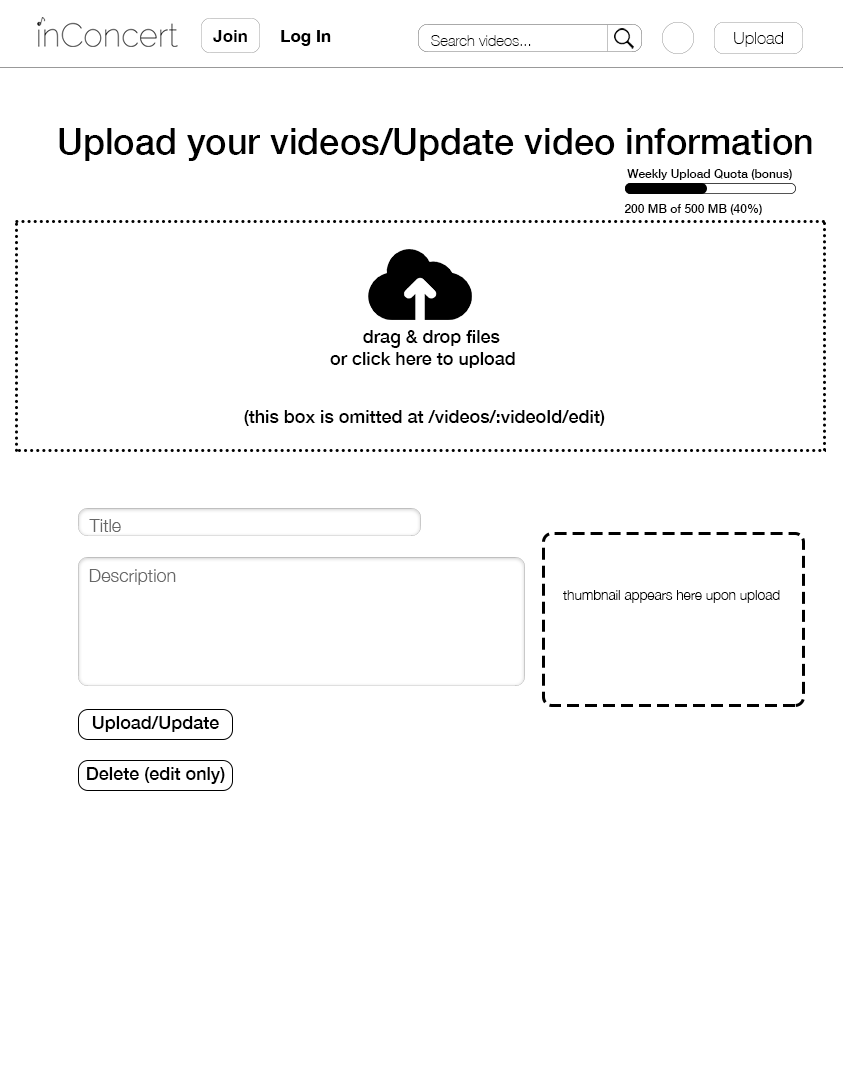 inConcert
Join
Log In
Search videos...
Upload
Upload your videos/Update video information
Weekly Upload Quota (bonus)
200 MB of 500 MB (40%)
drag & drop files
or click here to upload
(this box is omitted at /videos/:videoId/edit)
Title
Description
thumbnail appears here upon upload
Upload/Update
Delete (edit only)